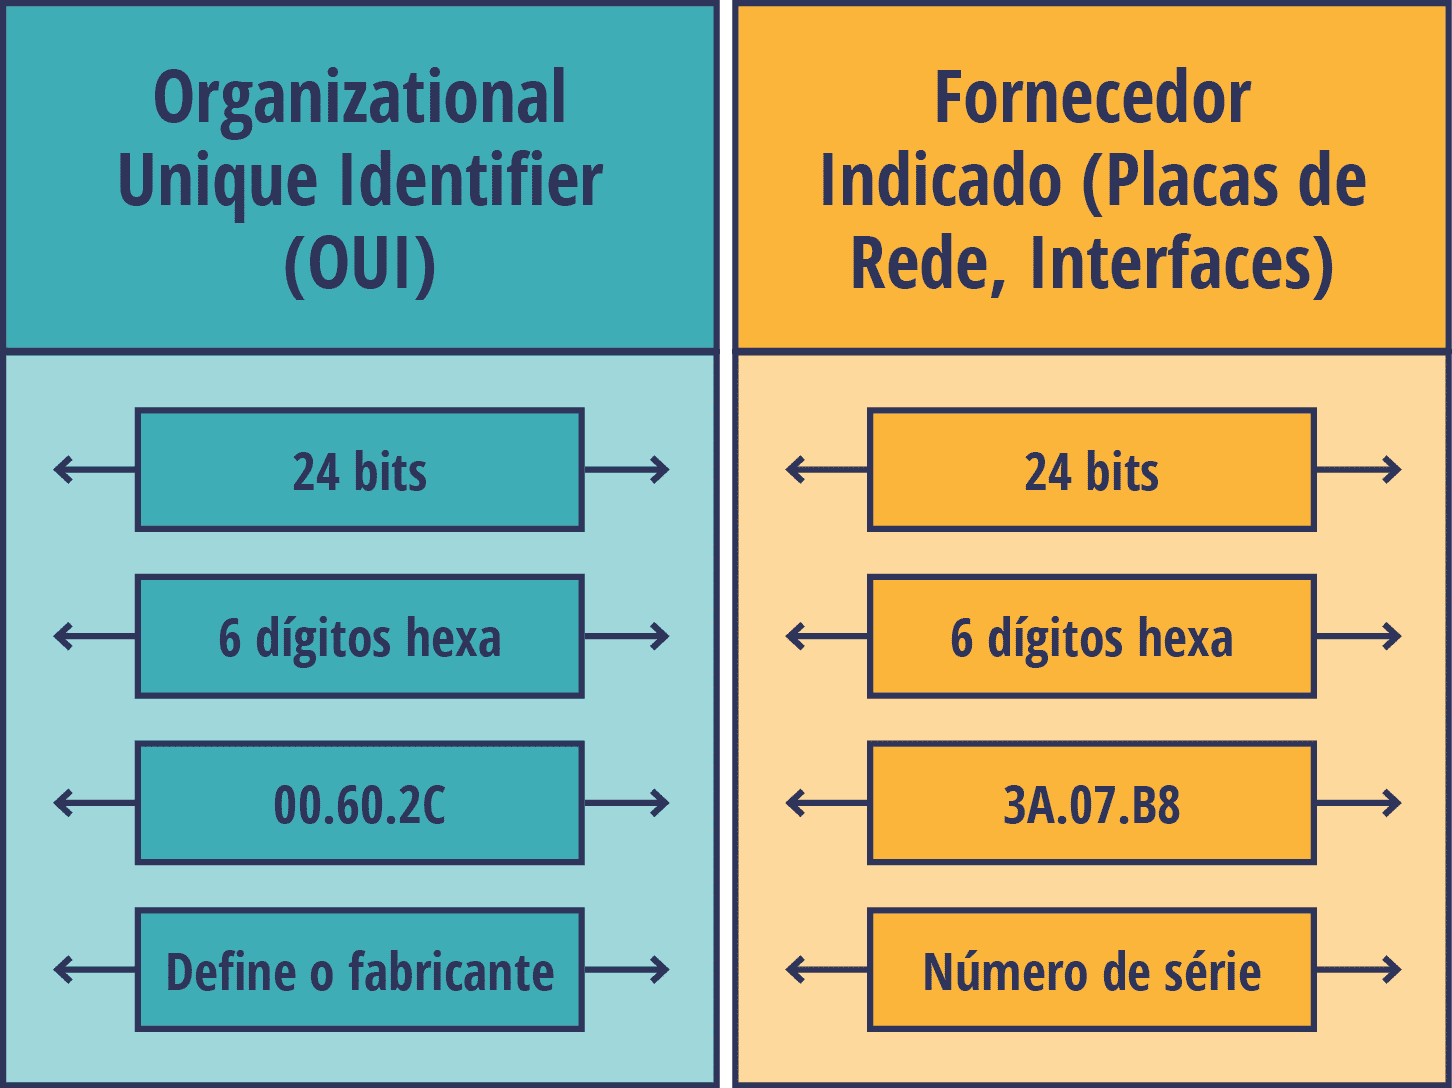 Organizational
Unique Identifier
(OUI)
24 bits
6 dígitos hexa
00.60.2C
Define o fabricante
Fornecedor
Indicado (Placas de
Rede, Interfaces)
24 bits
6 dígitos hexa
3A.07.B8
Número de série